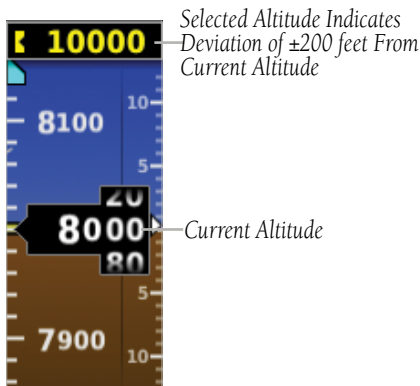 10000
Selected Altitude Indicates
Deviation of ±200 feet From
Current Altitude
10
8100
5
20
8000
Current Altitude
80
5
7900
10